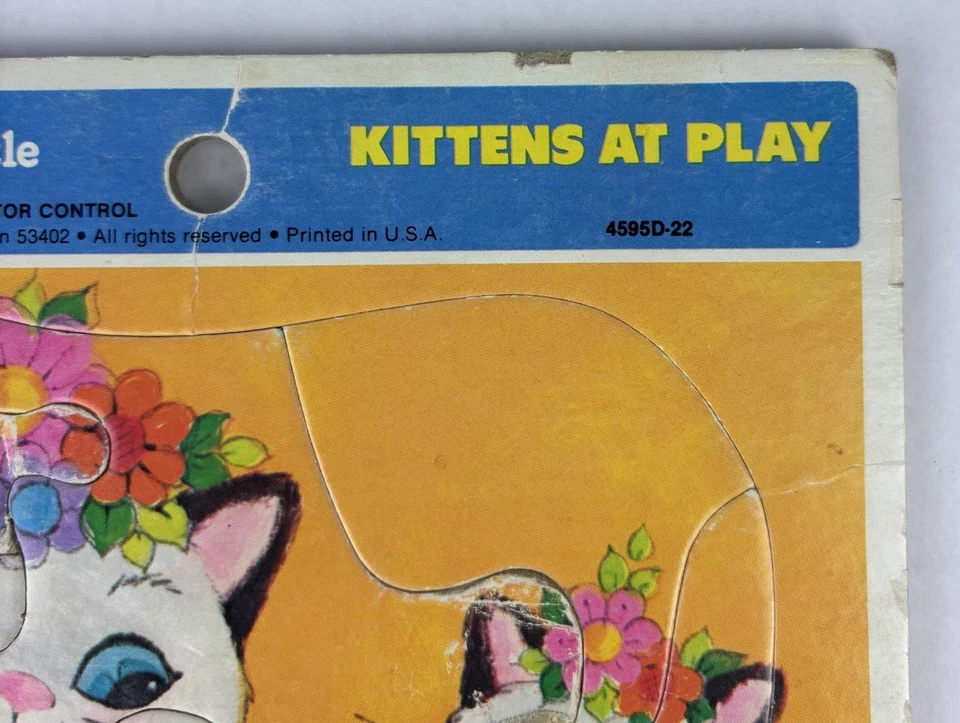 le
KITTENS AT PLAY
TOR CONTROL
n 53402 • All rights reserved • Printed in U.S.A.
4595D-22